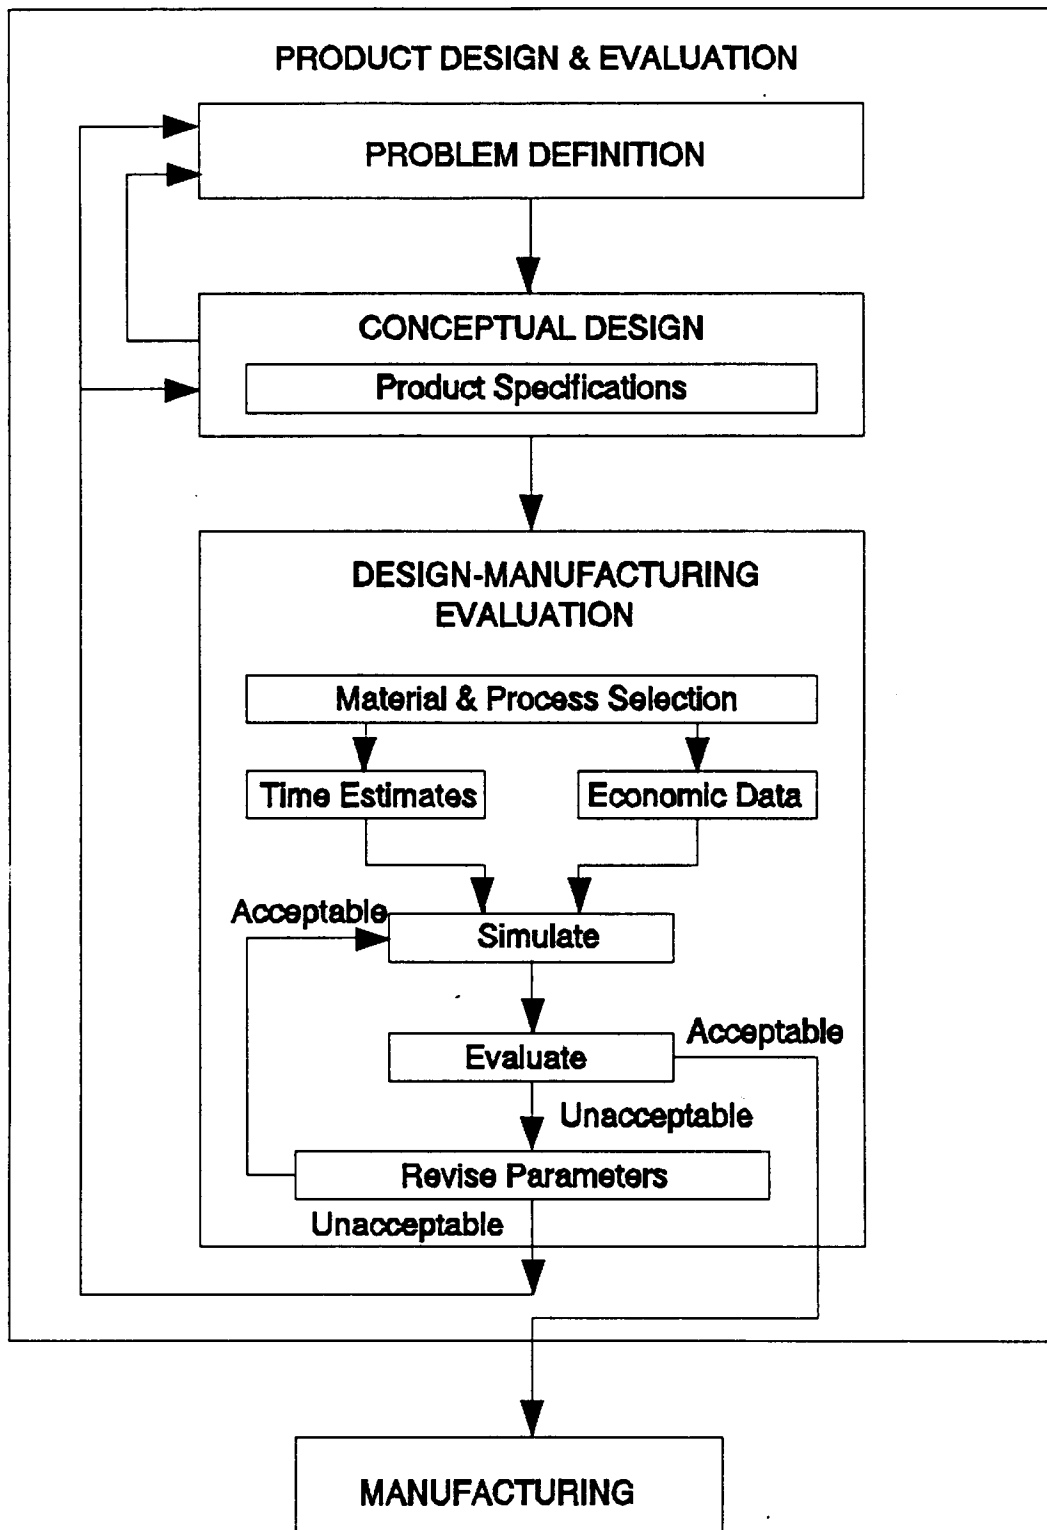 PRODUCT DESIGN & EVALUATION
PROBLEM DEFINITION
CONCEPTUAL DESIGN
Product Specifications
DESIGN-MANUFACTURING
EVALUATION
Material & Process Selection
Time Estimates
Economic Data
Acceptable
Simulate
Acceptable
Evaluate
Unacceptable
Revise Parameters
Unacceptable
MANUFACTURING